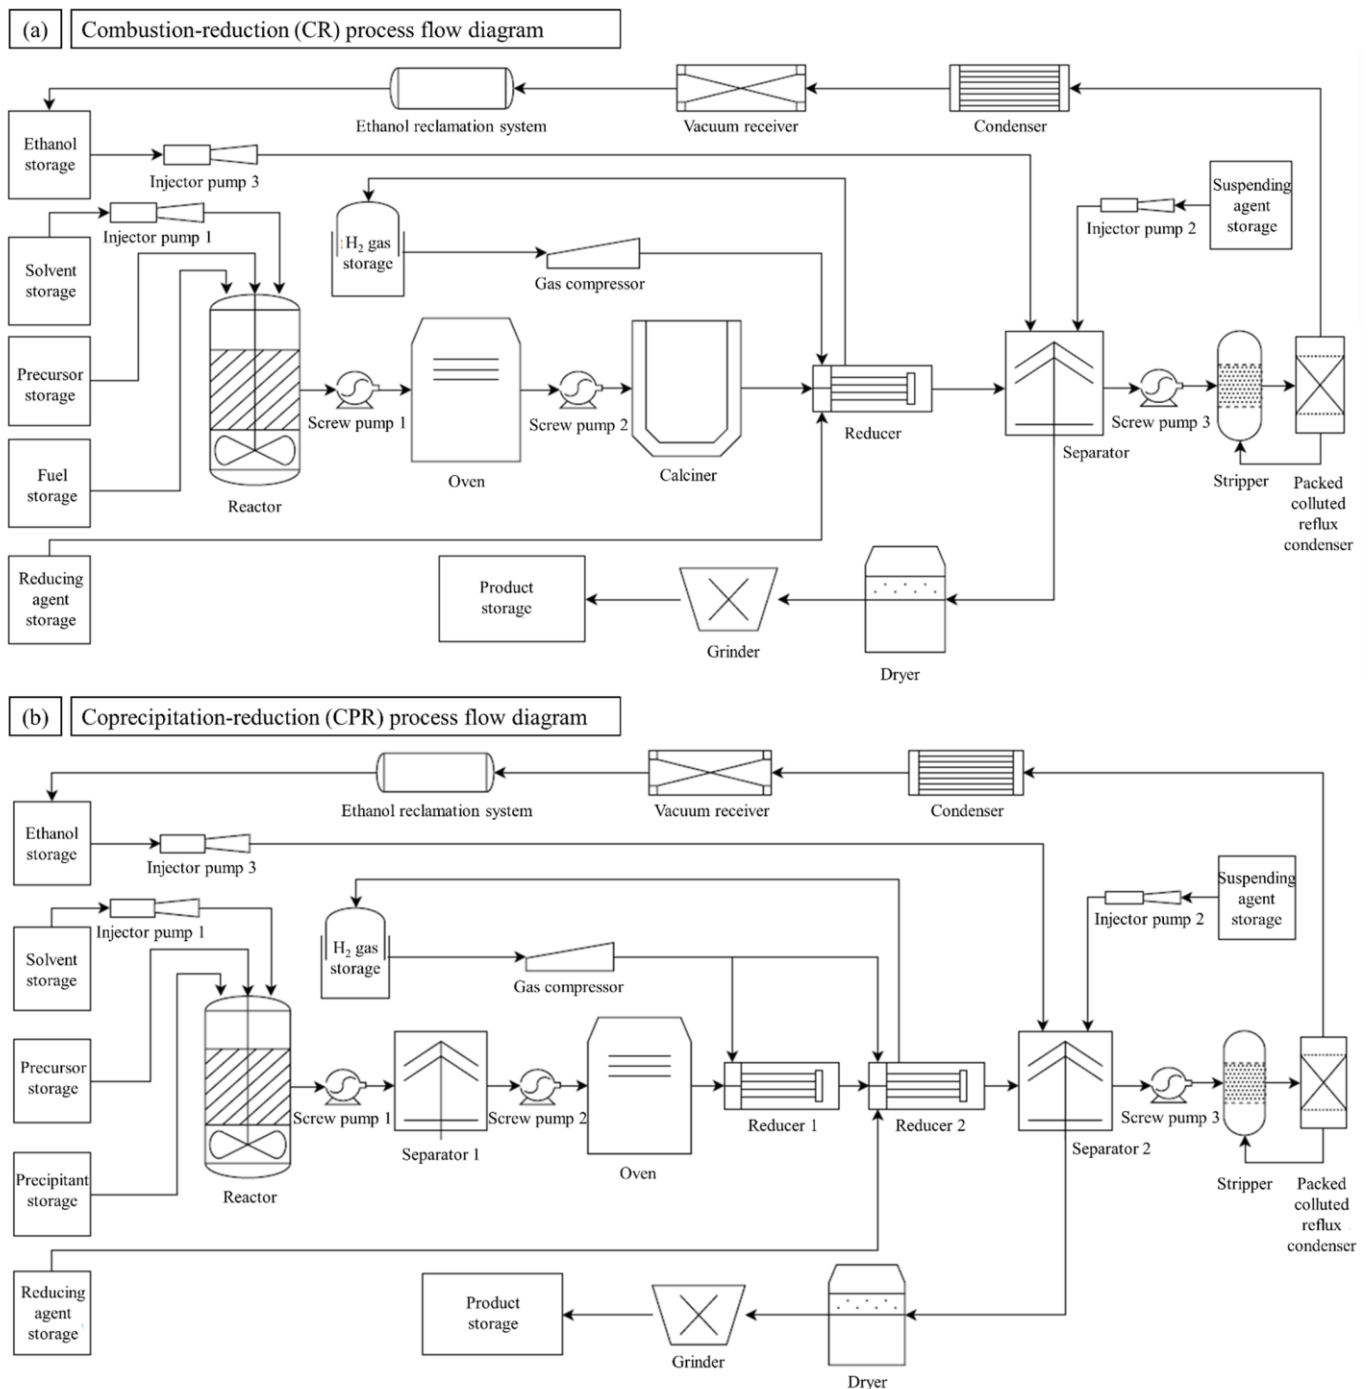 (a)
Combustion-reduction (CR) process flow diagram
Ethanol reclamation system
Vacuum receiver
Condenser
Ethanol
storage
Injector pump 3
Suspending
agent
storage
Injector pump 2
Injector pump 1
Solvent
storage
H2 gas
storage
Gas compressor
Precursor
storage
Screw pump 1
Screw pump 2
Reducer
Screw pump 3
Separator
Fuel
storage
Reactor
Oven
Calciner
Stripper
Packed
colluted
reflux
condenser
Reducing
agent
storage
Product
storage
Grinder
Dryer
(b)
Coprecipitation-reduction (CPR) process flow diagram
Ethanol reclamation system
Vacuum receiver
Condenser
Ethanol
storage
Injector pump 3
Suspending
agent
storage
Injector pump 2
Injector pump 1
Solvent
storage
H2 gas
storage
Gas compressor
Precursor
storage
Screw pump 1
Separator 1
Screw pump 2
Oven
Reducer 1
Reducer 2
Separator 2
Screw pump 3
Precipitant
storage
Reactor
Stripper
Packed
colluted
reflux
condenser
Reducing
agent
storage
Product
storage
Grinder
Dryer